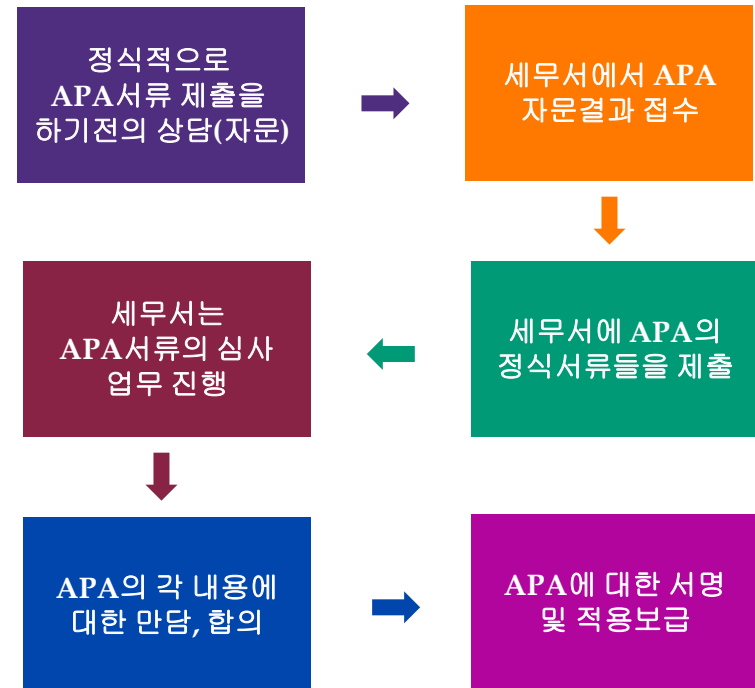 정식적으로
APA서류 제출을
하기전의 상담(자문)
세무서에서 APA
자문결과 접수
세무서에 APA의
정식서류들을 제출
세무서는
APA서류의 심사
업무 진행
APA의 각 내용에
대한 만담, 합의
APA에 대한 서명
및 적용보급